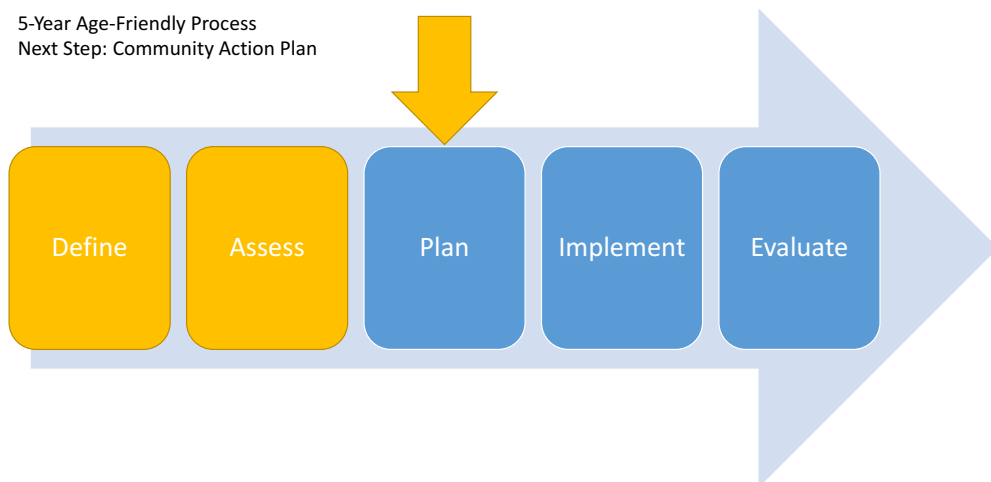 5-Year Age-Friendly Process
Next Step: Community Action Plan
Define
Assess
Plan
Implement
Evaluate